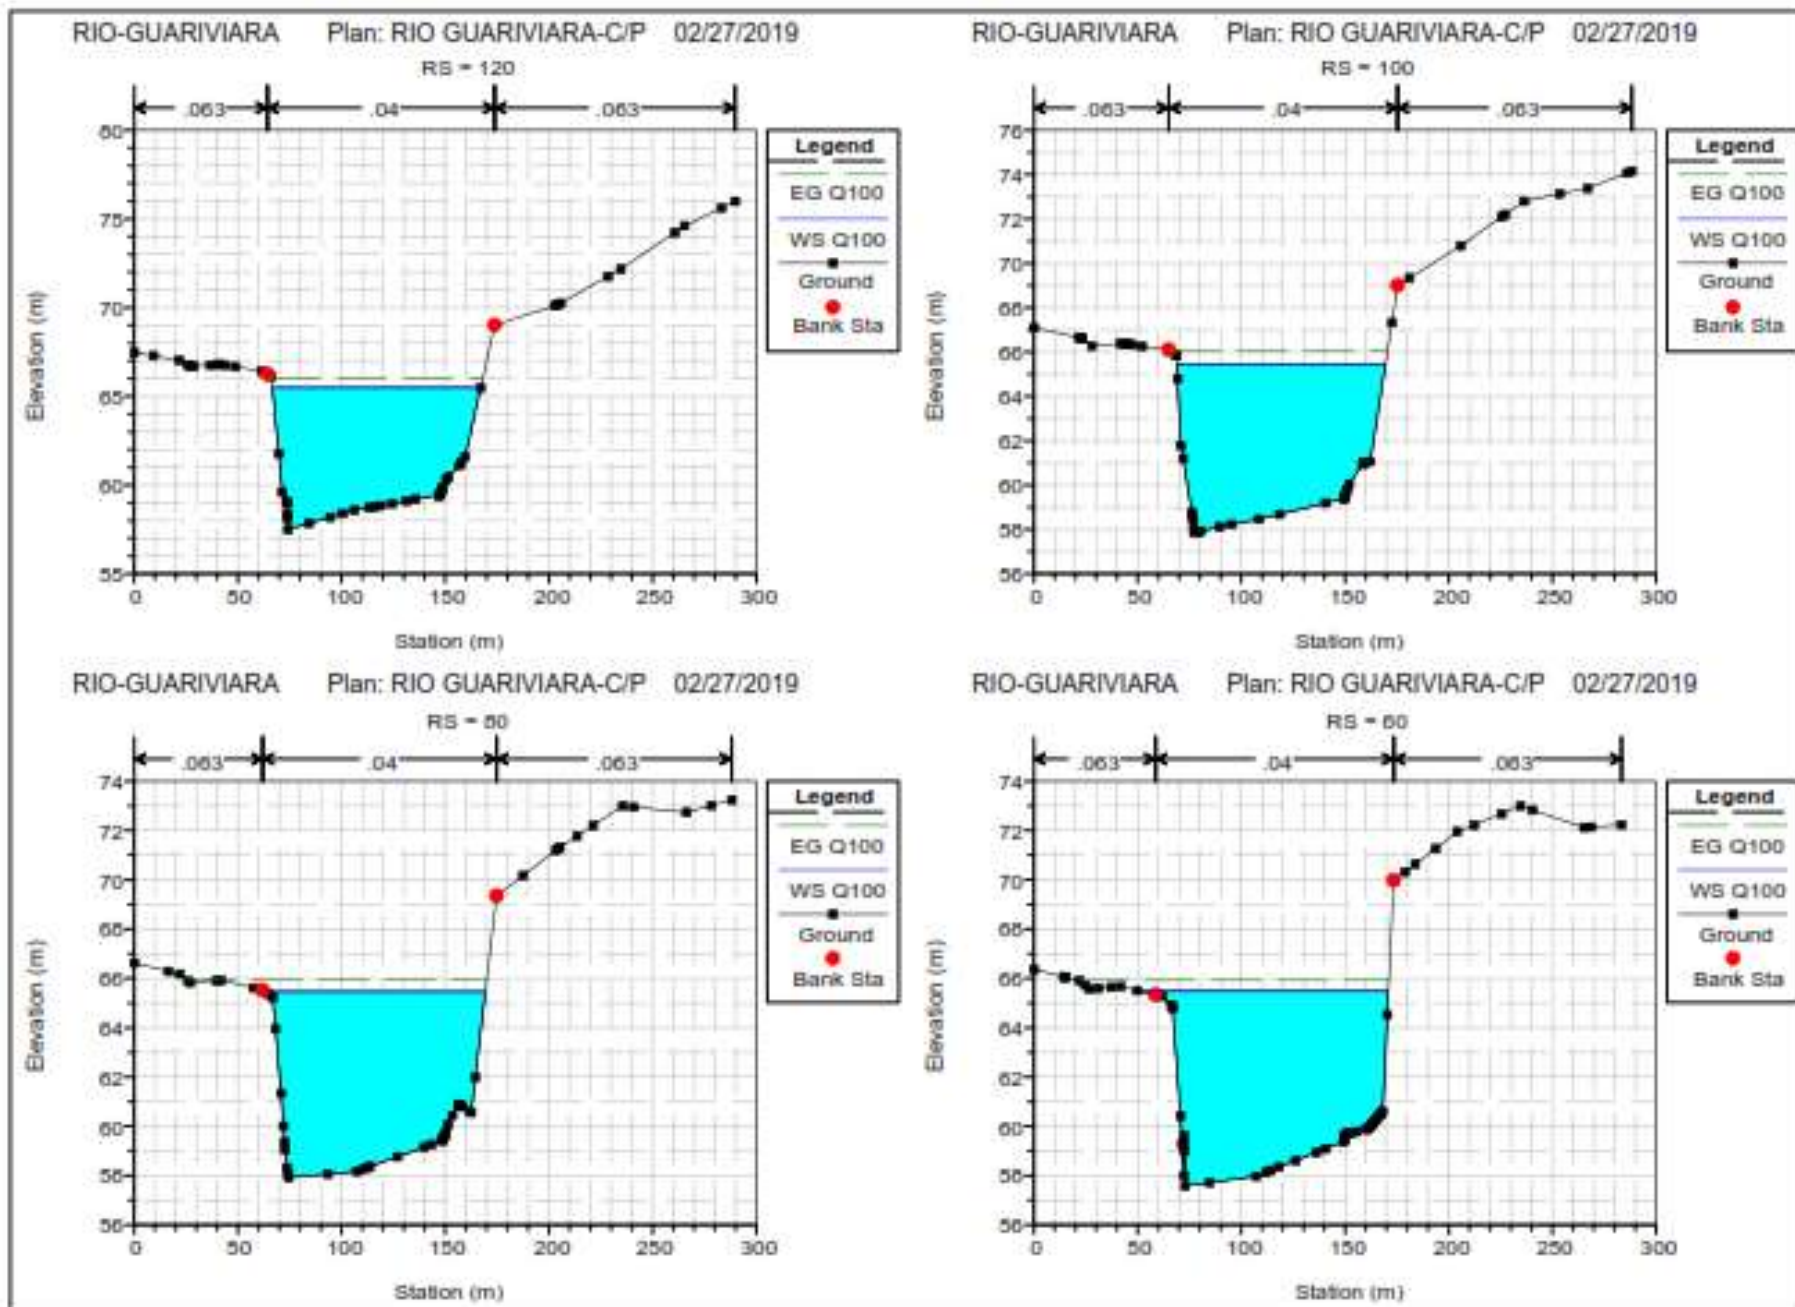 RIO-GUARIVIARA Plan: RIO GUARIVIARA-C/P 02/27/2019
RS = 120
.063 .04 .063
80
75
70
65
60
55
0 50 100 150 200 250 300
Elevation (m)
Station (m)
Legend
EG Q100
WS Q100
Ground
Bank Sta
RIO-GUARIVIARA Plan: RIO GUARIVIARA-C/P 02/27/2019
RS = 100
.063 .04 .063
76
74
72
70
68
66
64
62
60
58
56
0 50 100 150 200 250 300
Elevation (m)
Station (m)
Legend
EG Q100
WS Q100
Ground
Bank Sta
RIO-GUARIVIARA Plan: RIO GUARIVIARA-C/P 02/27/2019
RS = 80
.063 .04 .063
74
72
70
68
66
64
62
60
58
56
0 50 100 150 200 250 300
Elevation (m)
Station (m)
Legend
EG Q100
WS Q100
Ground
Bank Sta
RIO-GUARIVIARA Plan: RIO GUARIVIARA-C/P 02/27/2019
RS = 60
.063 .04 .063
74
72
70
68
66
64
62
60
58
56
0 50 100 150 200 250 300
Elevation (m)
Station (m)
Legend
EG Q100
WS Q100
Ground
Bank Sta